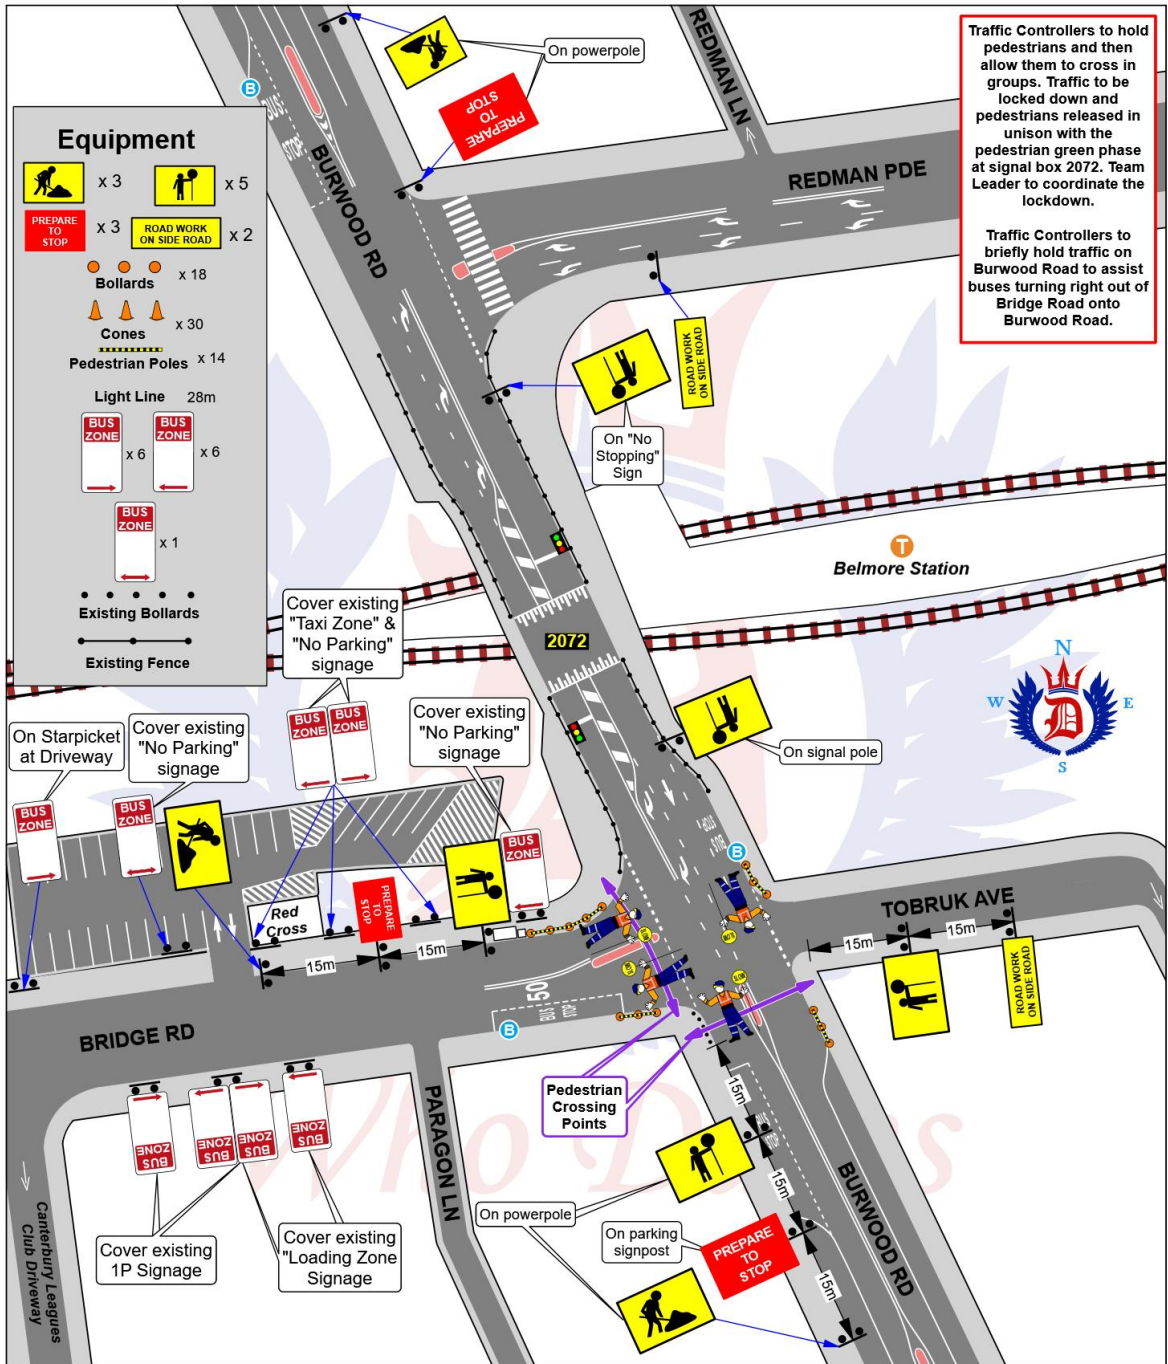 Traffic Controllers to hold
pedestrians and then
allow them to cross in
groups. Traffic to be
locked down and
pedestrians released in
unison with the
pedestrian green phase
at signal box 2072. Team
Leader to coordinate the
lockdown.
Traffic Controllers to
briefly hold traffic on
Burwood Road to assist
buses turning right out of
Bridge Road onto
Burwood Road.
REDMAN LN
On powerpole
PREPARE
TO
STOP
B
BUS
STOP
BURWOOD RD
REDMAN PDE
Equipment
x 3
x 5
PREPARE
TO
STOP
x 3
ROAD WORK
ON SIDE ROAD
x 2
Bollards
x 18
Cones
x 30
Pedestrian Poles
x 14
Light Line
28m
BUS
ZONE
x 6
BUS
ZONE
x 6
BUS
ZONE
x 1
Existing Bollards
Existing Fence
ROAD WORK
ON SIDE ROAD
On "No
Stopping"
Sign
T
Belmore Station
2072
N
W
E
S
D
Cover existing
"Taxi Zone" &
"No Parking"
signage
BUS
ZONE
BUS
ZONE
Cover existing
"No Parking"
signage
On Starpicket
at Driveway
Cover existing
"No Parking"
signage
On signal pole
BUS
ZONE
BUS
ZONE
BUS
ZONE
BUS
STOP
B
Red
Cross
PREPARE
TO
STOP
15m
15m
SLOW
SLOW
SLOW
SLOW
TOBRUK AVE
15m
15m
ROAD WORK
ON SIDE ROAD
BRIDGE RD
50
BUS
STOP
B
Pedestrian
Crossing
Points
15m
BUS
STOP
BUS
ZONE
BUS
ZONE
BUS
ZONE
BUS
ZONE
PARAGON LN
Who Dares
15m
BURWOOD RD
On powerpole
On parking
signpost
PREPARE
TO
STOP
15m
Cover existing
1P Signage
Cover existing
"Loading Zone
Signage
Canterbury Leagues
Club Driveway